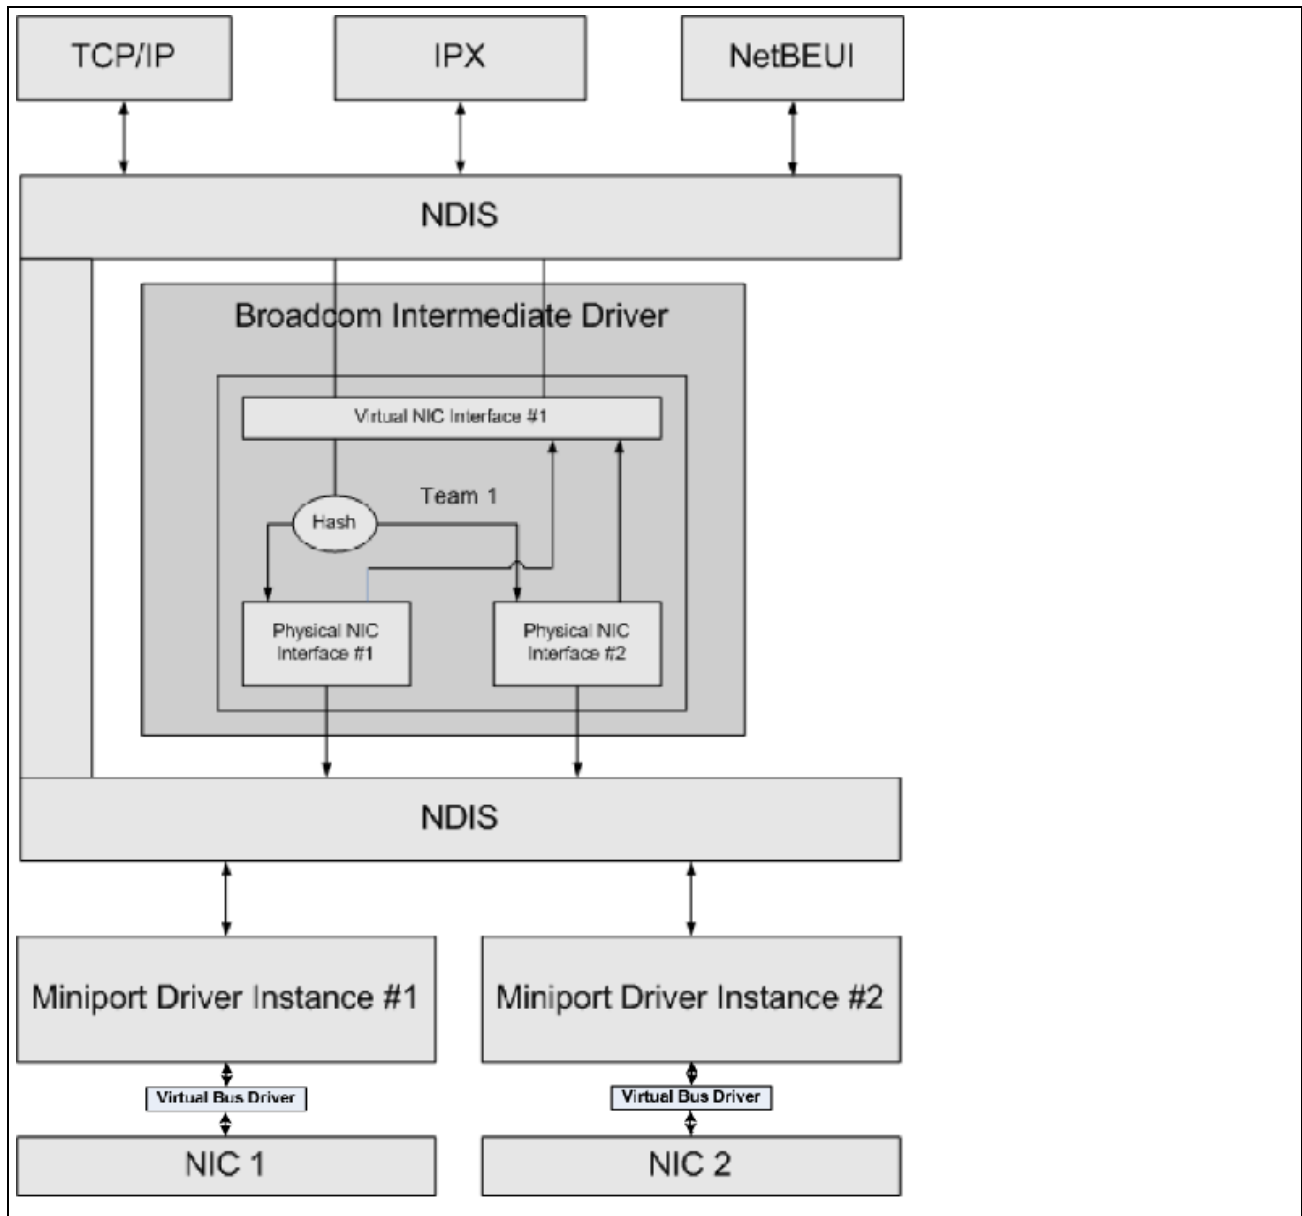 TCP/IP
IPX
NetBEUI
NDIS
Broadcom Intermediate Driver
Virtual NIC Interface #1
Team 1
Hash
Physical NIC
Interface #1
Physical NIC
Interface #2
NDIS
Miniport Driver Instance #1
Miniport Driver Instance #2
Virtual Bus Driver
Virtual Bus Driver
NIC 1
NIC 2